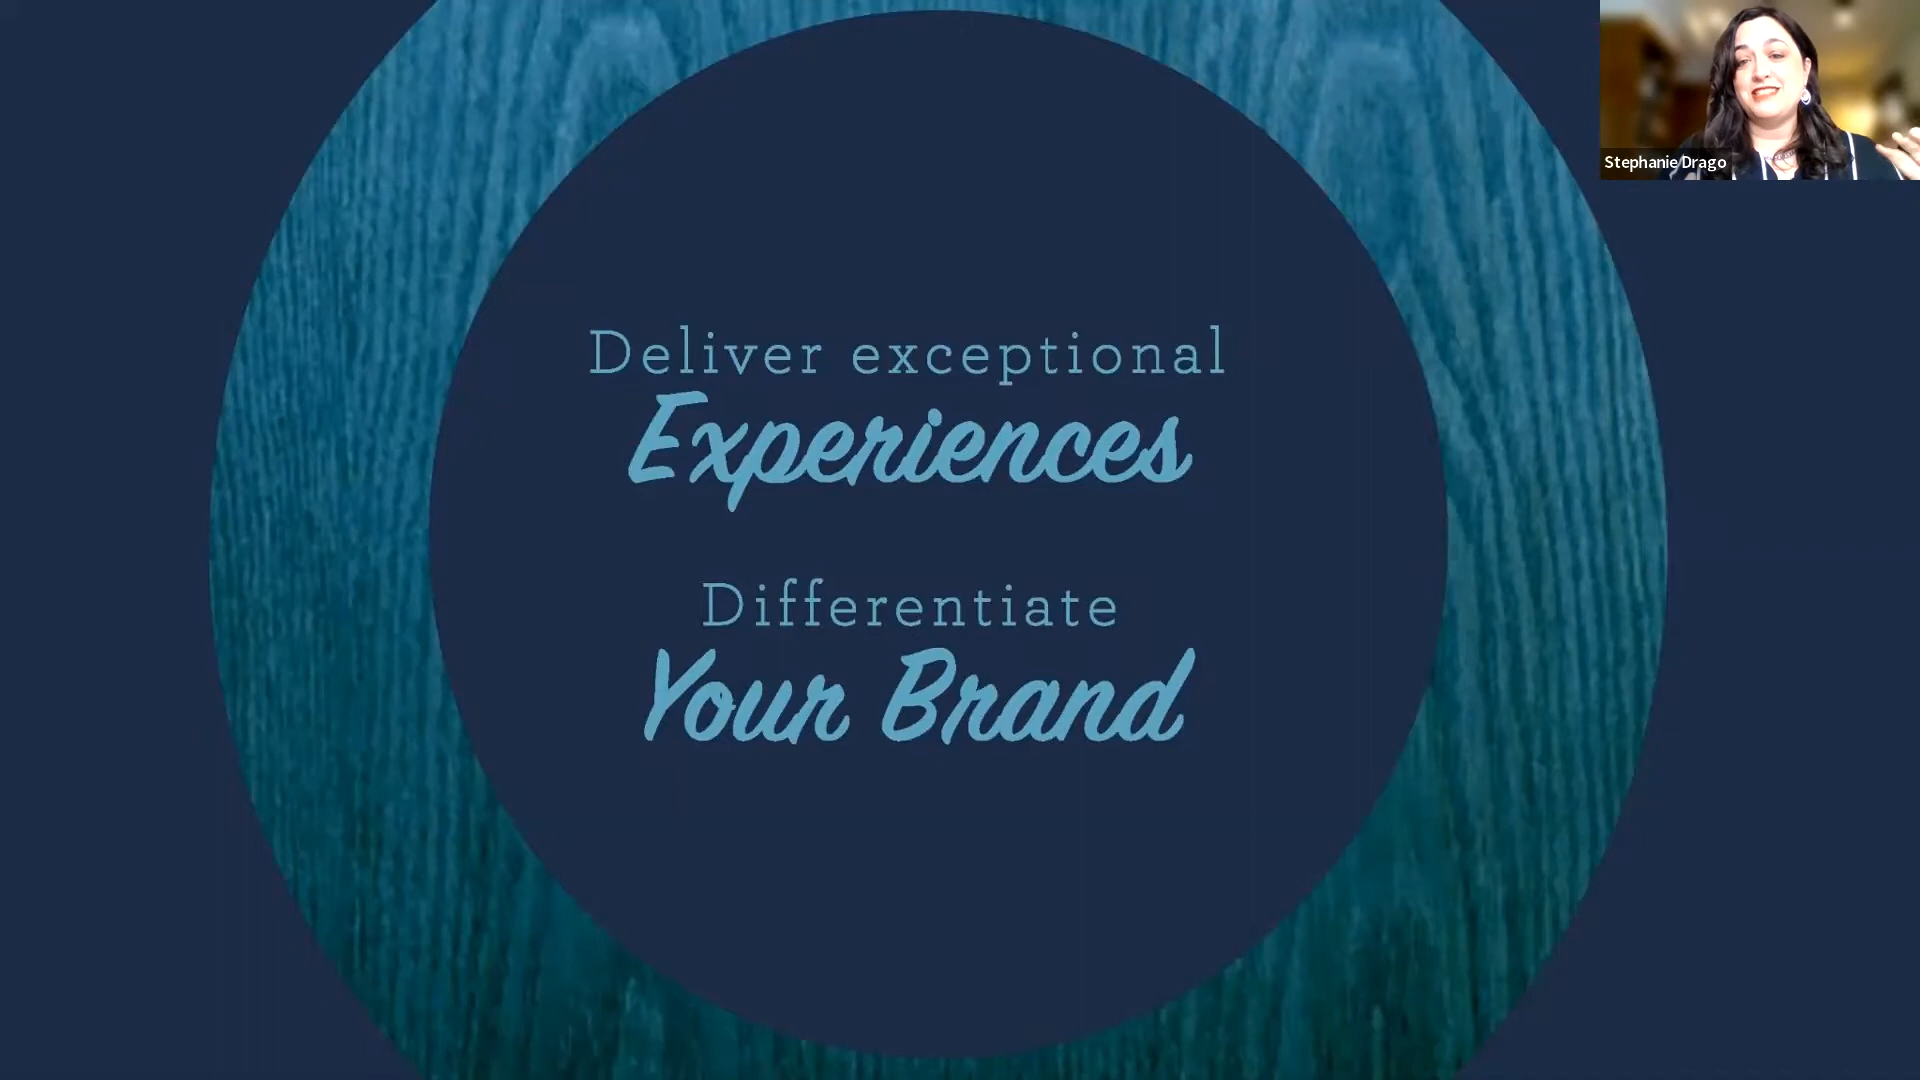 Deliver exceptional
Experiences
Differentiate
Your Brand
Stephanie Drago